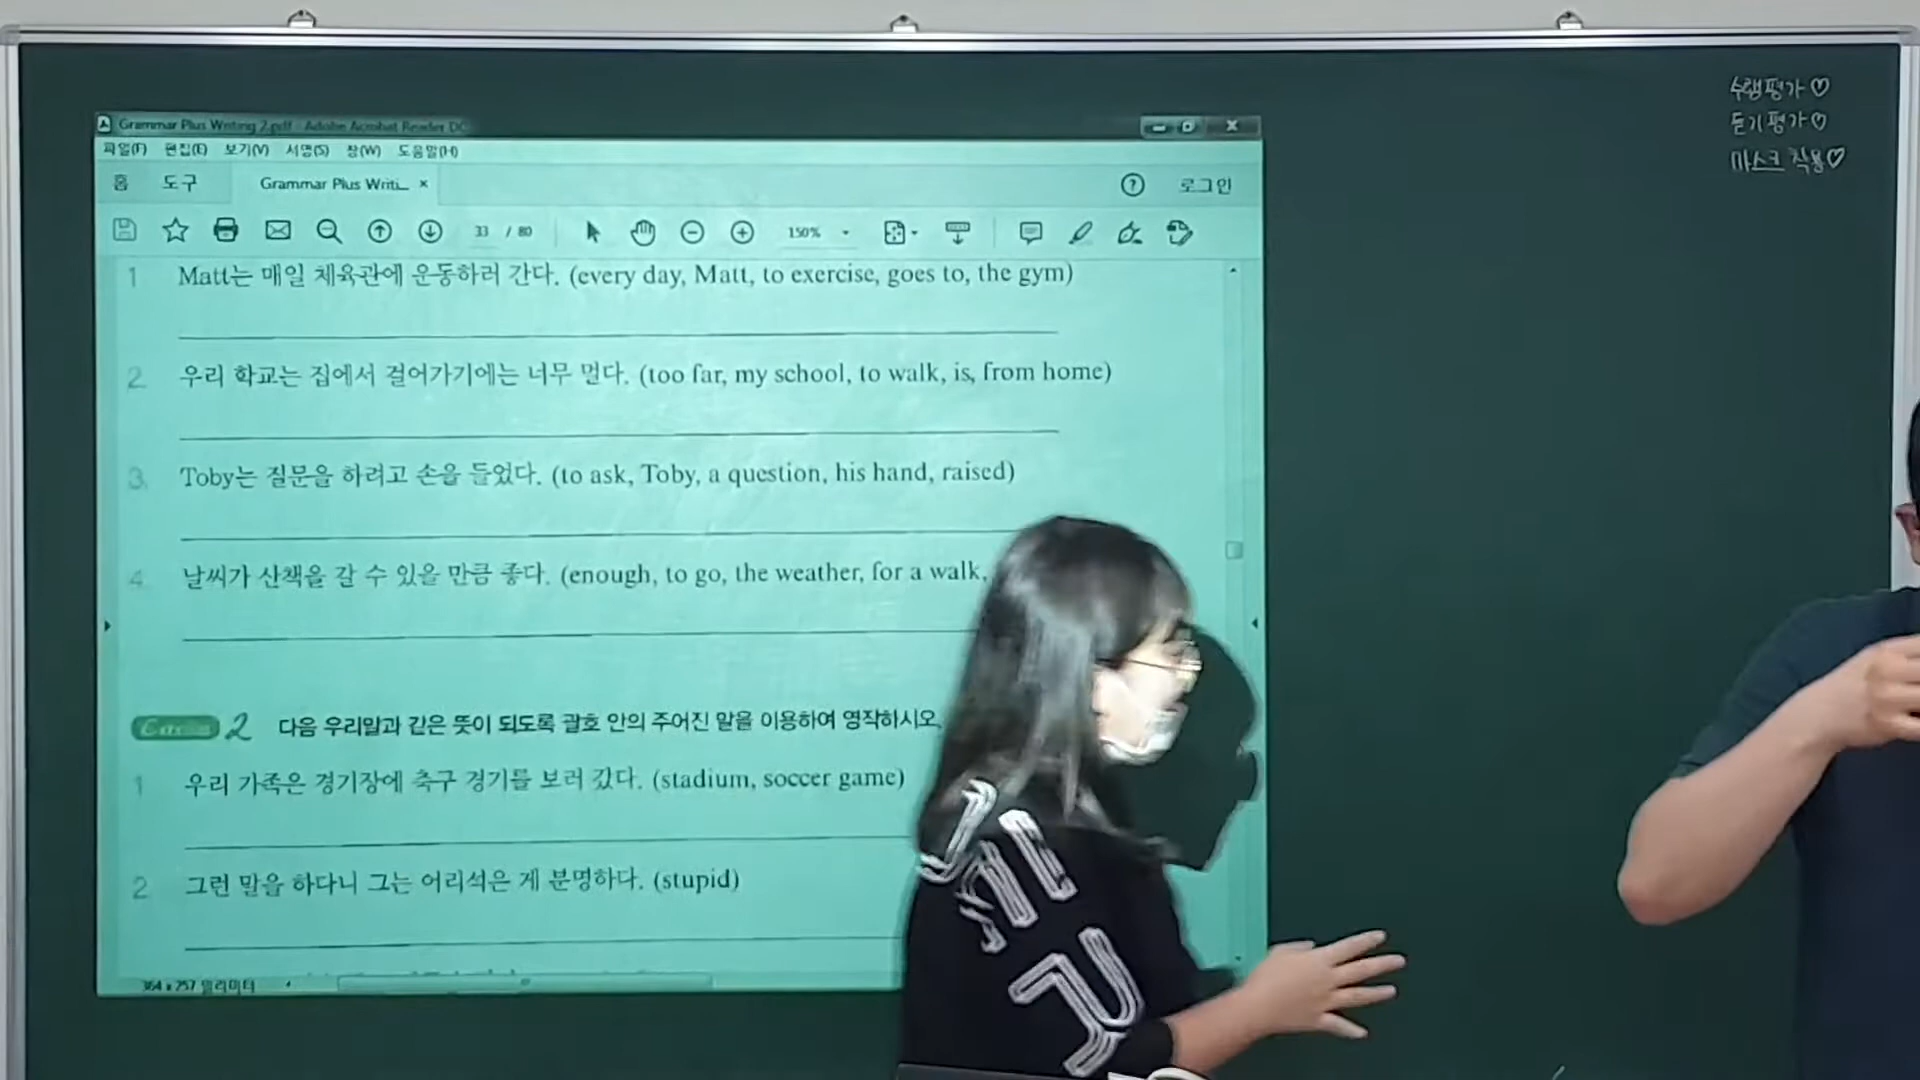 Grammar Plus Writing 2.pdf - Adobe Acrobat Reader DC
파일(F) 편집(E) 보기(V) 서명(S) 창(W) 도움말(H)
홈 도구 Grammar Plus Writi... × ? 로그인
33 / 80 150%
1 Matt는 매일 체육관에 운동하러 간다. (every day, Matt, to exercise, goes to, the gym)
2 우리 학교는 집에서 걸어가기에는 너무 먼다. (too far, my school, to walk, is, from home)
3 Toby는 질문을 하려고 손을 들었다. (to ask, Toby, a question, his hand, raised)
4 날씨가 산책을 갈 수 있을 만큼 좋다. (enough, to go, the weather, for a walk,
2 다음 우리말과 같은 뜻이 되도록 괄호 안의 주어진 말을 이용하여 영작하시오.
1 우리 가족은 경기장에 축구 경기를 보러 갔다. (stadium, soccer game)
2 그런 말을 하다니 그는 어리석은 게 분명하다. (stupid)
364 x 257 밀리미터
수행평가♡
듣기평가♡
마스크 착용♡